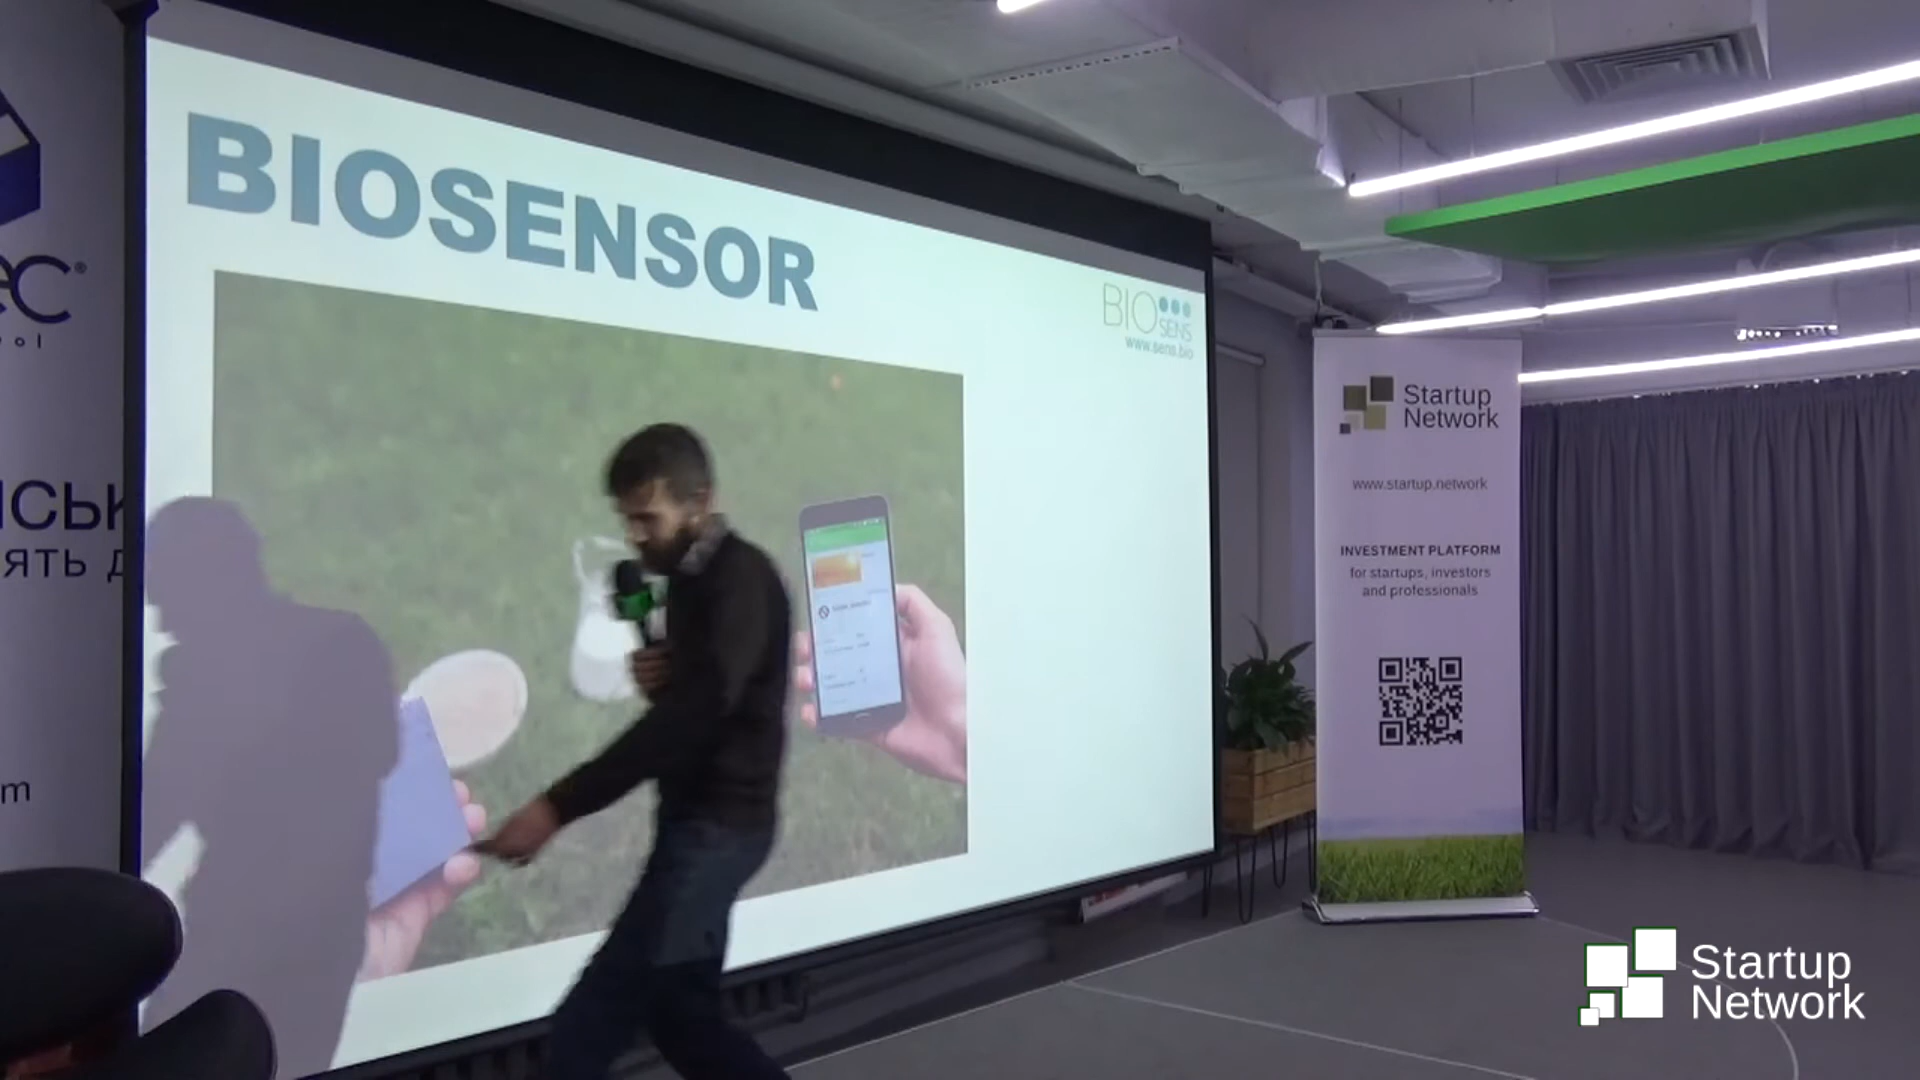 BIOSENSOR
BIO
SENS
www.sens.bio
Startup
Network
www.startup.network
INVESTMENT PLATFORM
for startups, investors
and professionals
Startup
Network